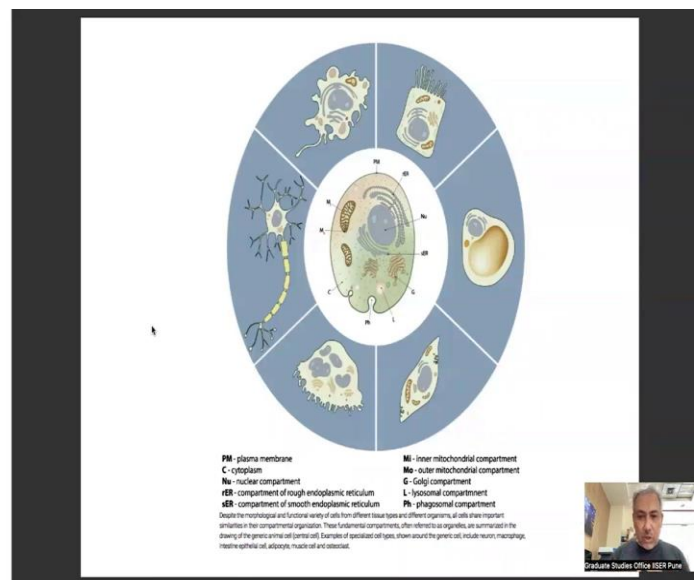 PM
rER
Nu
sER
G
L
Ph
C
PM - plasma membrane
C - cytoplasm
Nu - nuclear compartment
rER - compartment of rough endoplasmic reticulum
sER - compartment of smooth endoplasmic reticulum
Mi - inner mitochondrial compartment
Mo - outer mitochondrial compartment
G - Golgi compartment
L - lysosomal compartmnent
Ph - phagosomal compartment
Despite the morphological and functional variety of cells from different tissue types and different organisms, all cells share important
similarities in their compartmental organization. These fundamental compartments, often referred to as organelles, are summarized in the
drawing of the generic animal cell (central cell). Examples of specialized cell types, shown around the generic cell, include neuron, macrophage,
intestine epithelial cell, adipocyte, muscle cell and osteoclast.
Graduate Studies Office IISER Pune